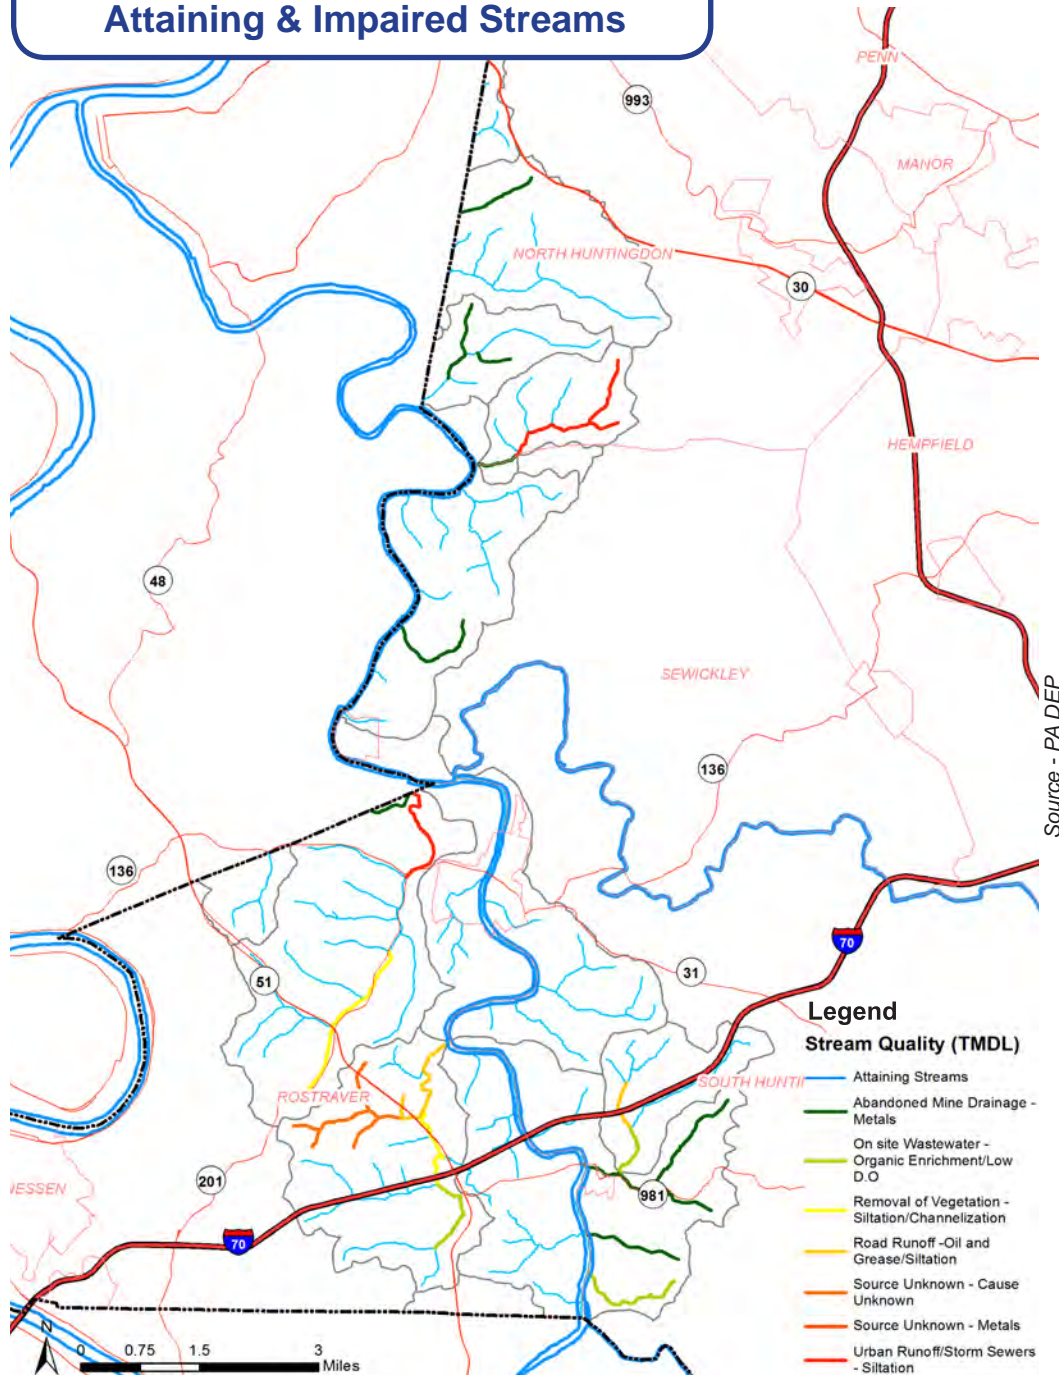 Attaining & Impaired Streams
PENN
993
MANOR
NORTH HUNTINGDON
30
HEMPFIELD
48
SEWICKLEY
Source - PA DEP
136
136
70
31
51
Legend
Stream Quality (TMDL)
Attaining Streams
SOUTH HUNTI
ROSTRAVER
Abandoned Mine Drainage -
Metals
On site Wastewater -
Organic Enrichment/Low
D.O
NESSEN
201
981
Removal of Vegetation -
Siltation/Channelization
70
Road Runoff -Oil and
Grease/Siltation
Source Unknown - Cause
Unknown
Source Unknown - Metals
Urban Runoff/Storm Sewers
- Siltation
N
0 0.75 1.5 3
Miles